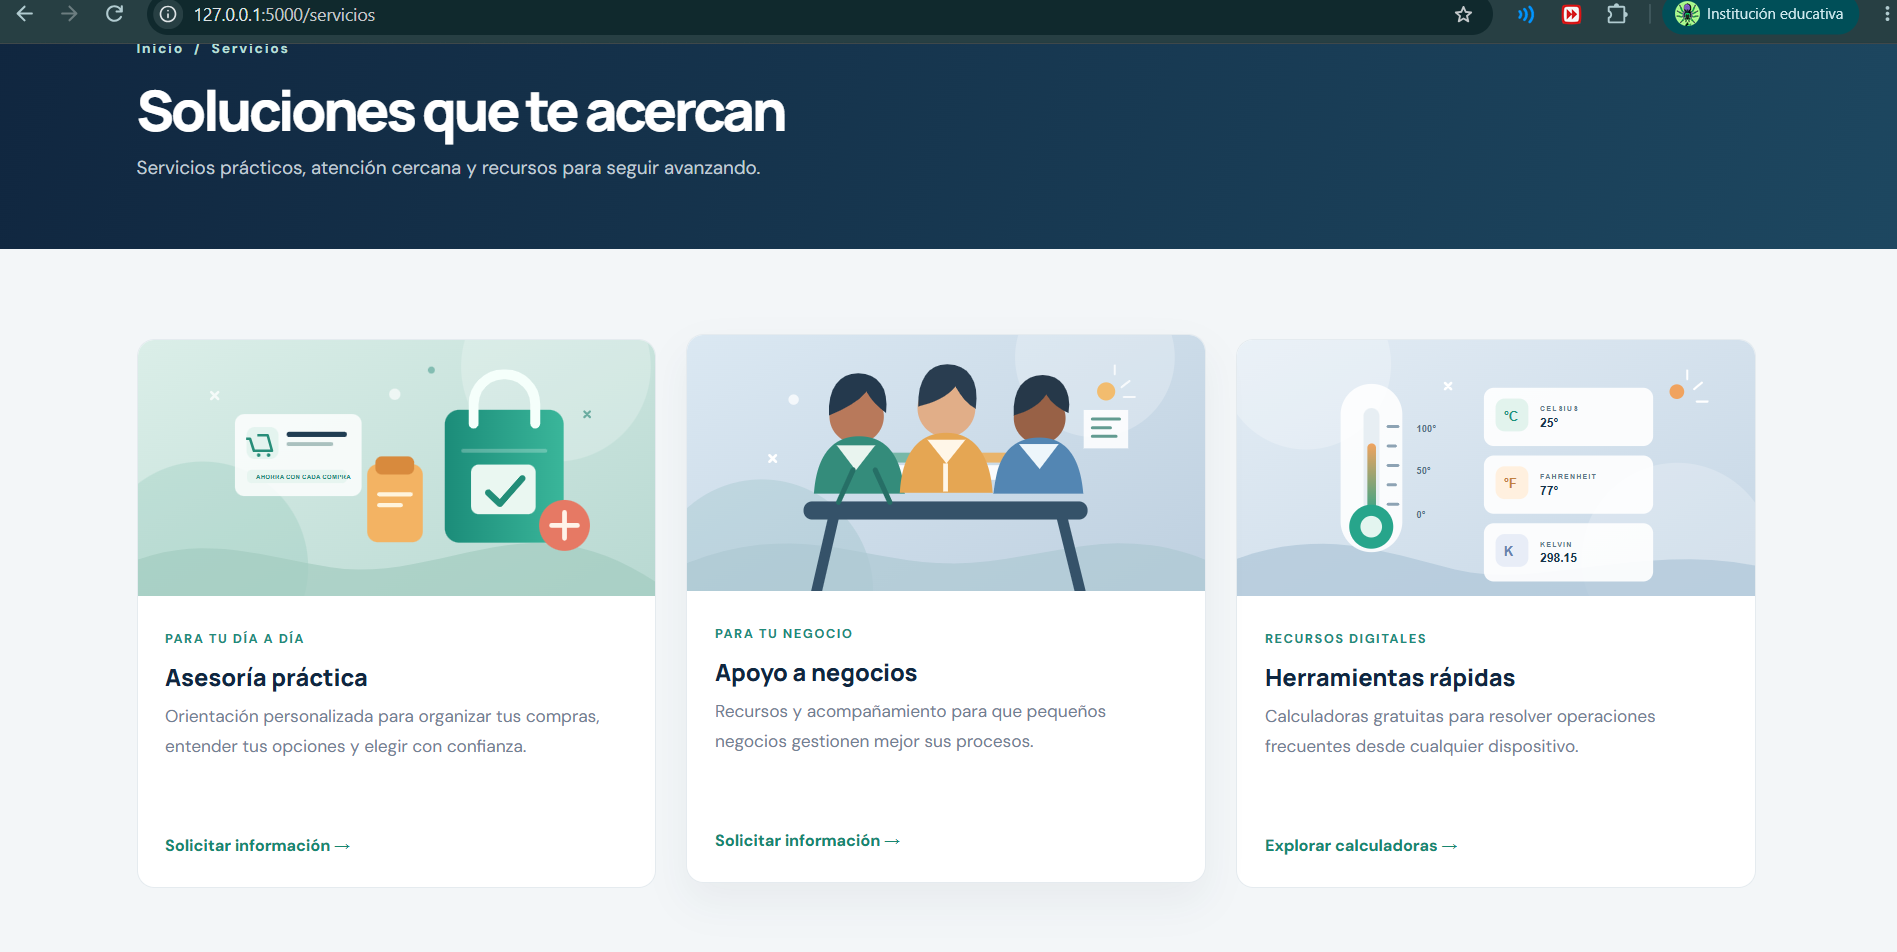 127.0.0.1:5000/servicios
Institución educativa
Inicio / Servicios
Soluciones que te acercan
Servicios prácticos, atención cercana y recursos para seguir avanzando.
AHORRA CON CADA COMPRA
PARA TU DÍA A DÍA
Asesoría práctica
Orientación personalizada para organizar tus compras,
entender tus opciones y elegir con confianza.
Solicitar información →
PARA TU NEGOCIO
Apoyo a negocios
Recursos y acompañamiento para que pequeños
negocios gestionen mejor sus procesos.
Solicitar información →
100°
50°
0°
°C
CELSIUS
25°
°F
FAHRENHEIT
77°
K
KELVIN
298.15
RECURSOS DIGITALES
Herramientas rápidas
Calculadoras gratuitas para resolver operaciones
frecuentes desde cualquier dispositivo.
Explorar calculadoras →